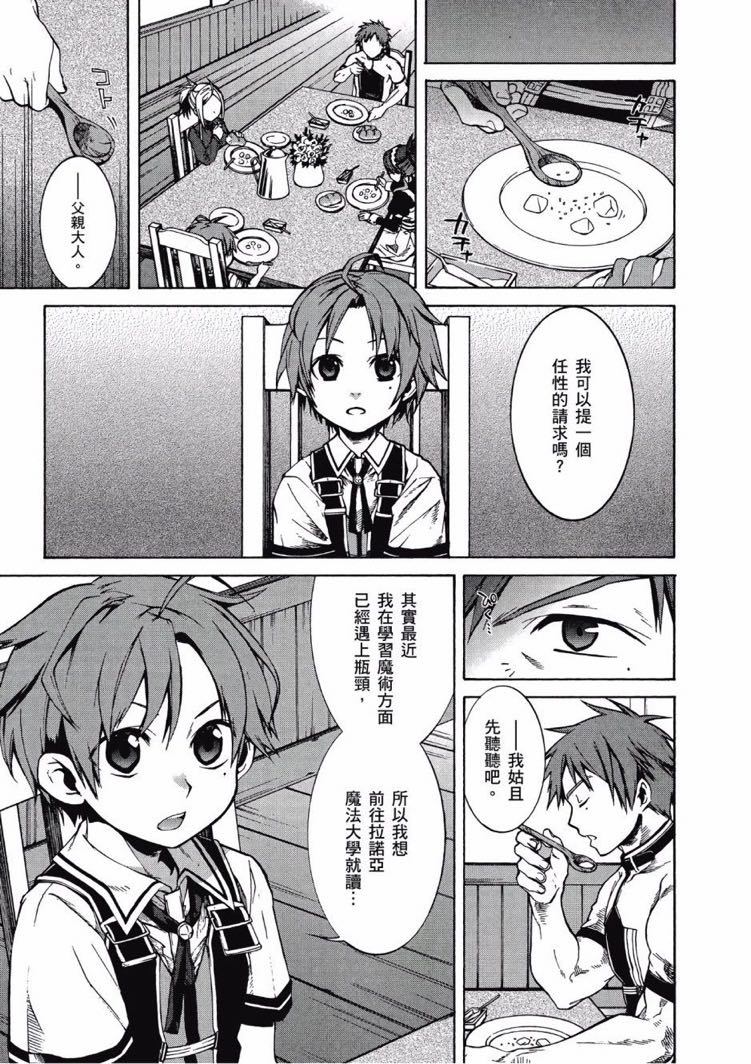 カチャ
カチャ
コト
──父親大人。
我可以提一個
任性的請求嗎？
ぴく…
──我姑且
先聽聽吧。
其實最近
我在學習魔術方面
已經遇上瓶頸，
所以我想
前往拉諾亞
魔法大學就讀…